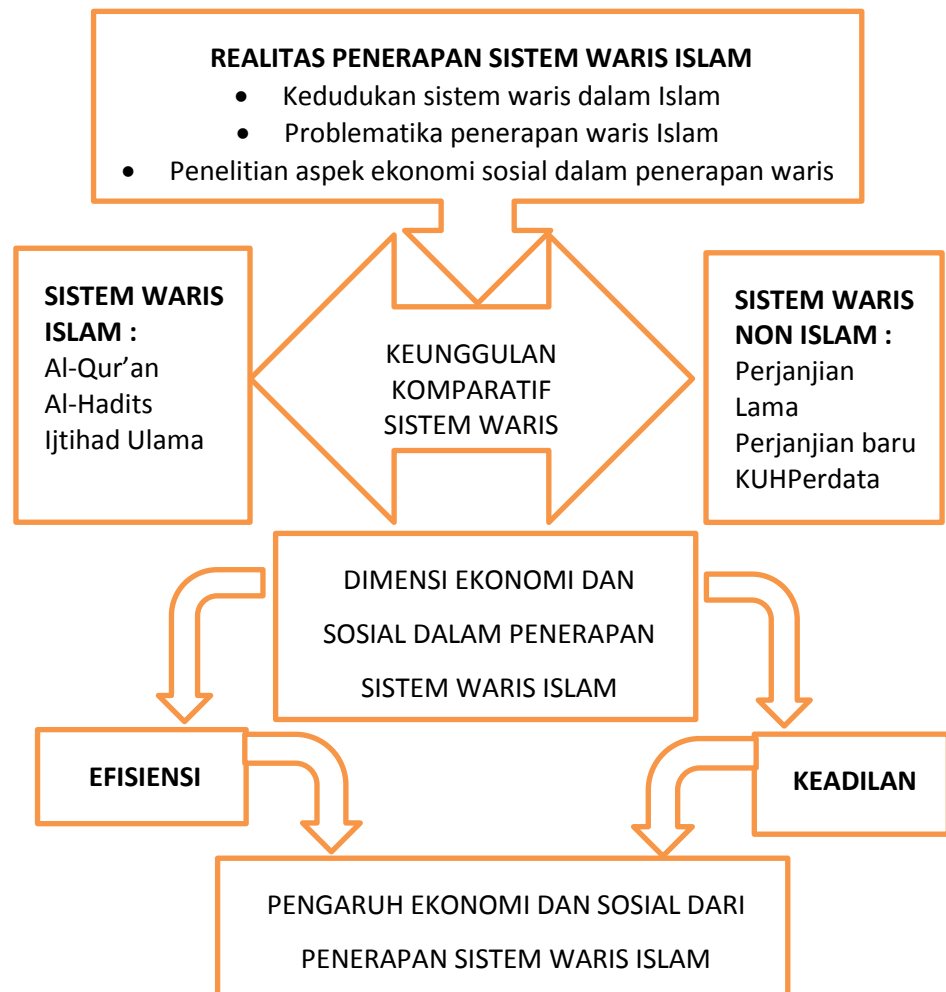 REALITAS PENERAPAN SISTEM WARIS ISLAM
• Kedudukan sistem waris dalam Islam
• Problematika penerapan waris Islam
• Penelitian aspek ekonomi sosial dalam penerapan waris
SISTEM WARIS
ISLAM :
Al-Qur’an
Al-Hadits
Ijtihad Ulama
KEUNGGULAN
KOMPARATIF
SISTEM WARIS
SISTEM WARIS
NON ISLAM :
Perjanjian
Lama
Perjanjian baru
KUHPerdata
DIMENSI EKONOMI DAN
SOSIAL DALAM PENERAPAN
SISTEM WARIS ISLAM
EFISIENSI
KEADILAN
PENGARUH EKONOMI DAN SOSIAL DARI
PENERAPAN SISTEM WARIS ISLAM